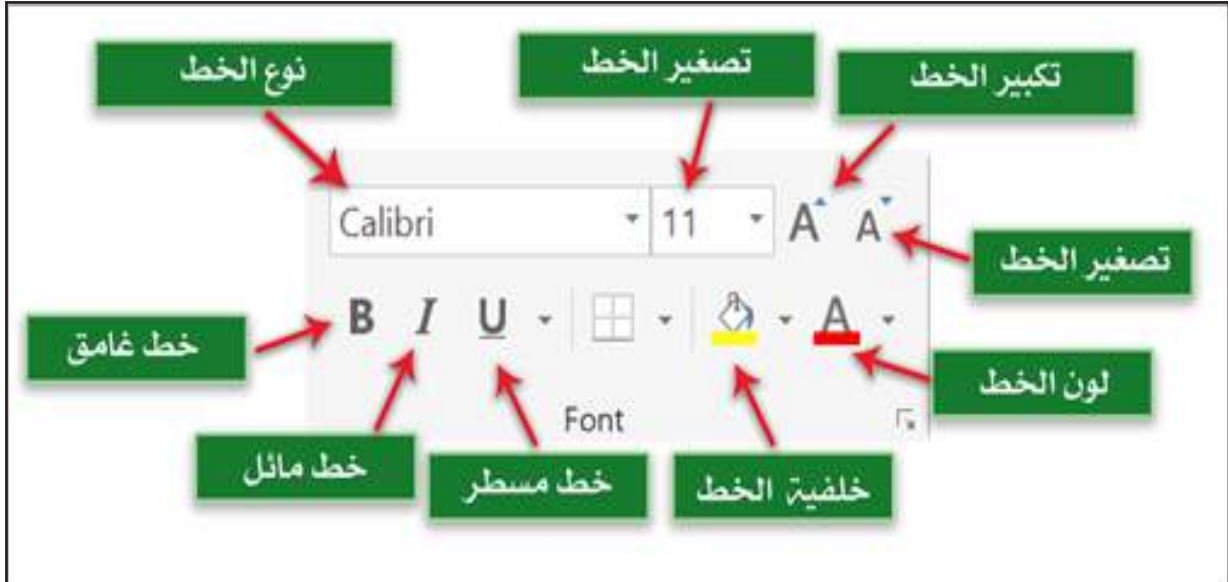 نوع الخط
تصغير الخط
تكبير الخط
Calibri
11
A A
تصغير الخط
B I U
A
خط غامق
لون الخط
Font
خط مائل
خط مسطر
خلفية الخط